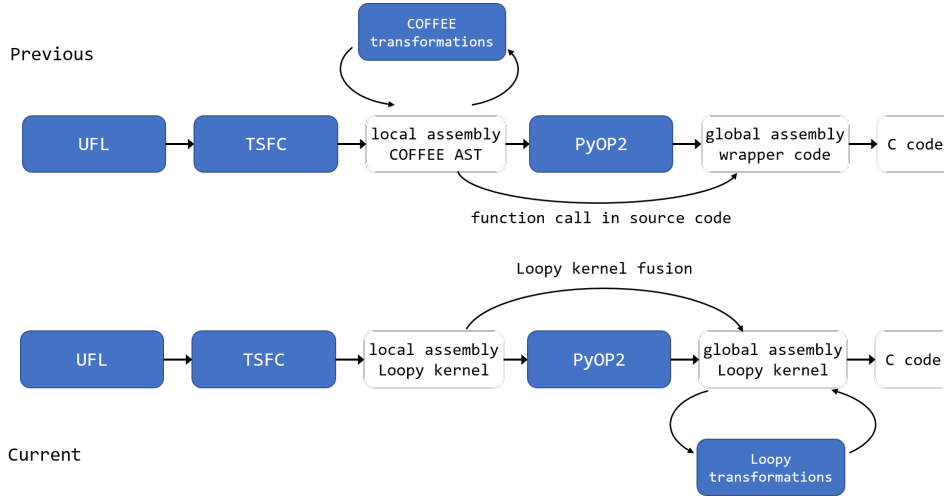 COFFEE
transformations
Previous
UFL
TSFC
local assembly
COFFEE AST
PyOP2
global assembly
wrapper code
C code
function call in source code
Loopy kernel fusion
UFL
TSFC
local assembly
Loopy kernel
PyOP2
global assembly
Loopy kernel
C code
Current
Loopy
transformations